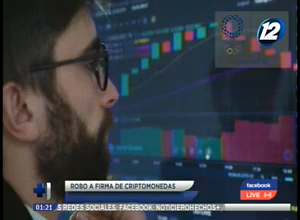 12
ROBO A FIRMA DE CRIPTOMONEDAS
facebook
LIVE
01:21
S REDES SOCIALES: FACEBOOK: NOTICIEROHECHOS+